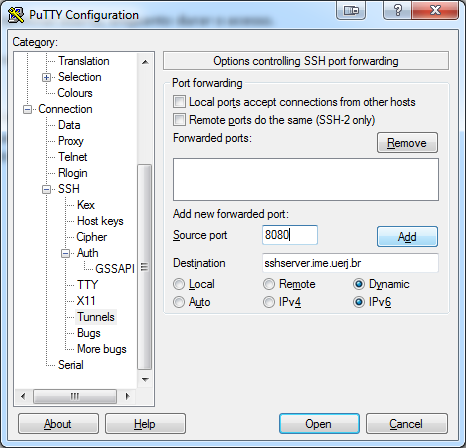 PuTTY Configuration
Category:
Translation
Selection
Colours
Connection
Data
Proxy
Telnet
Rlogin
SSH
Kex
Host keys
Cipher
Auth
GSSAPI
TTY
X11
Tunnels
Bugs
More bugs
Serial
Options controlling SSH port forwarding
Port forwarding
Local ports accept connections from other hosts
Remote ports do the same (SSH-2 only)
Forwarded ports:
Remove
Add new forwarded port:
Source port
8080
Add
Destination
sshserver.ime.uerj.br
Local
Remote
Dynamic
Auto
IPv4
IPv6
About
Help
Open
Cancel